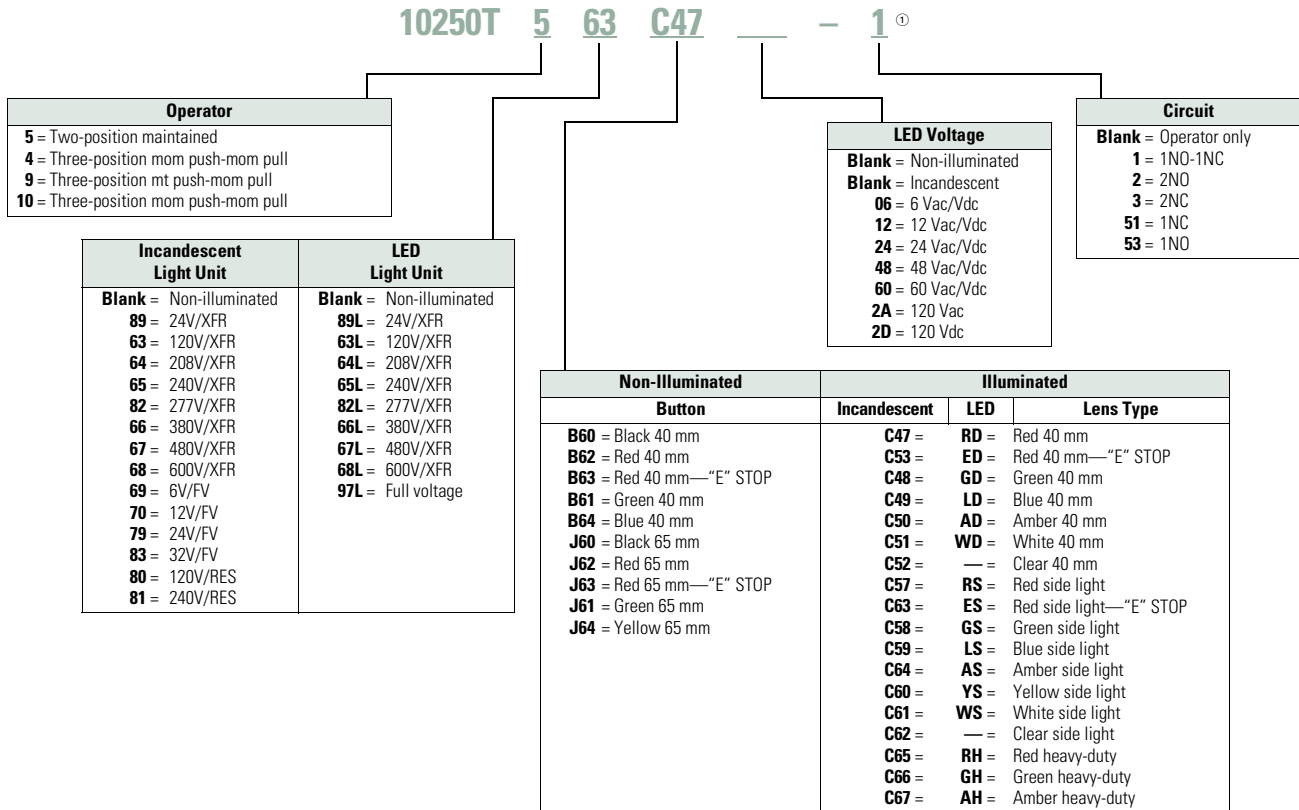 10250T 5 63 C47 ___ – 1 ①
Operator
5 = Two-position maintained
4 = Three-position mom push-mom pull
9 = Three-position mt push-mom pull
10 = Three-position mom push-mom pull
Incandescent
Light Unit
Blank = Non-illuminated
89 = 24V/XFR
63 = 120V/XFR
64 = 208V/XFR
65 = 240V/XFR
82 = 277V/XFR
66 = 380V/XFR
67 = 480V/XFR
68 = 600V/XFR
69 = 6V/FV
70 = 12V/FV
79 = 24V/FV
83 = 32V/FV
80 = 120V/RES
81 = 240V/RES
LED
Light Unit
Blank = Non-illuminated
89L = 24V/XFR
63L = 120V/XFR
64L = 208V/XFR
65L = 240V/XFR
82L = 277V/XFR
66L = 380V/XFR
67L = 480V/XFR
68L = 600V/XFR
97L = Full voltage
LED Voltage
Blank = Non-illuminated
Blank = Incandescent
06 = 6 Vac/Vdc
12 = 12 Vac/Vdc
24 = 24 Vac/Vdc
48 = 48 Vac/Vdc
60 = 60 Vac/Vdc
2A = 120 Vac
2D = 120 Vdc
Circuit
Blank = Operator only
1 = 1NO-1NC
2 = 2NO
3 = 2NC
51 = 1NC
53 = 1NO
Non-Illuminated
Button
B60 = Black 40 mm
B62 = Red 40 mm
B63 = Red 40 mm—“E” STOP
B61 = Green 40 mm
B64 = Blue 40 mm
J60 = Black 65 mm
J62 = Red 65 mm
J63 = Red 65 mm—“E” STOP
J61 = Green 65 mm
J64 = Yellow 65 mm
Illuminated
Incandescent LED Lens Type
C47 = RD = Red 40 mm
C53 = ED = Red 40 mm—“E” STOP
C48 = GD = Green 40 mm
C49 = LD = Blue 40 mm
C50 = AD = Amber 40 mm
C51 = WD = White 40 mm
C52 = — = Clear 40 mm
C57 = RS = Red side light
C63 = ES = Red side light—“E” STOP
C58 = GS = Green side light
C59 = LS = Blue side light
C64 = AS = Amber side light
C60 = YS = Yellow side light
C61 = WS = White side light
C62 = — = Clear side light
C65 = RH = Red heavy-duty
C66 = GH = Green heavy-duty
C67 = AH = Amber heavy-duty